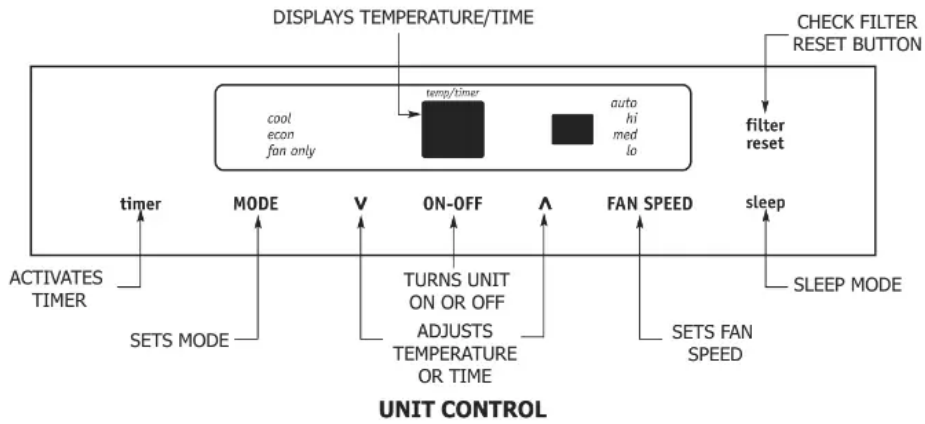 DISPLAYS TEMPERATURE/TIME
CHECK FILTER
RESET BUTTON
temp/timer
cool
econ
fan only
auto
hi
med
lo
filter
reset
timer
MODE
V
ON-OFF
Λ
FAN SPEED
sleep
ACTIVATES
TIMER
TURNS UNIT
ON OR OFF
SLEEP MODE
SETS MODE
ADJUSTS
TEMPERATURE
OR TIME
SETS FAN
SPEED
UNIT CONTROL